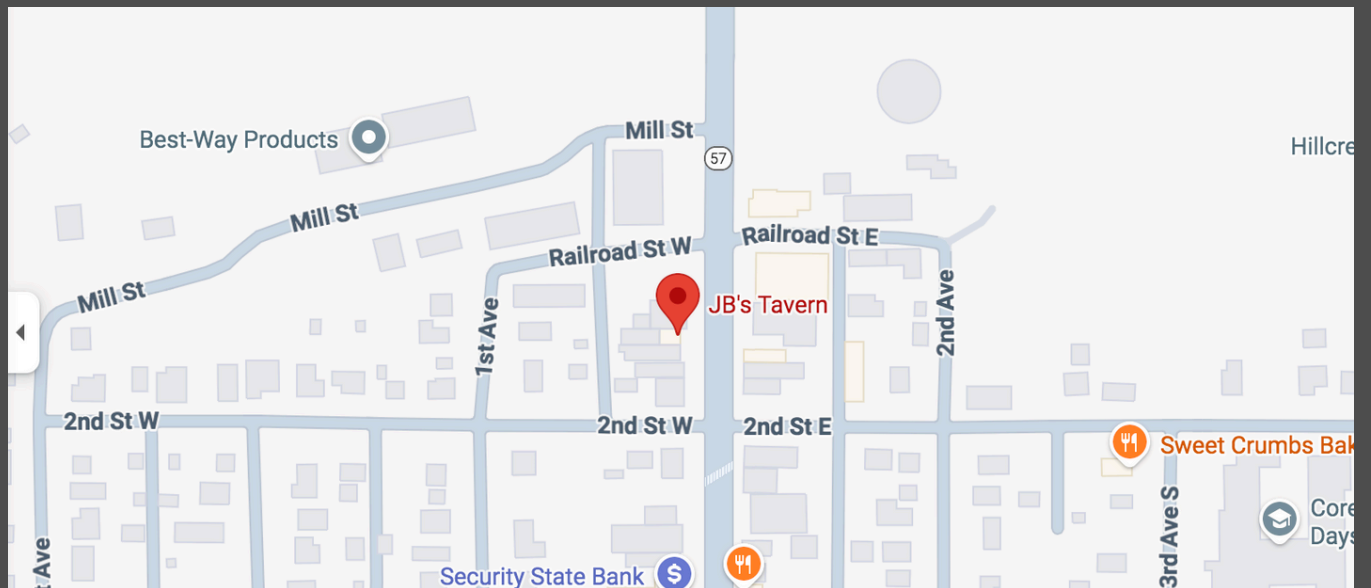 Mill St
Best-Way Products
Hillcre
57
Mill St
Railroad St E
Railroad St W
Mill St
JB's Tavern
1st Ave
2nd Ave
2nd St W
2nd St W
2nd St E
Sweet Crumbs Bak
3rd Ave S
Core
Days
t Ave
Security State Bank
$